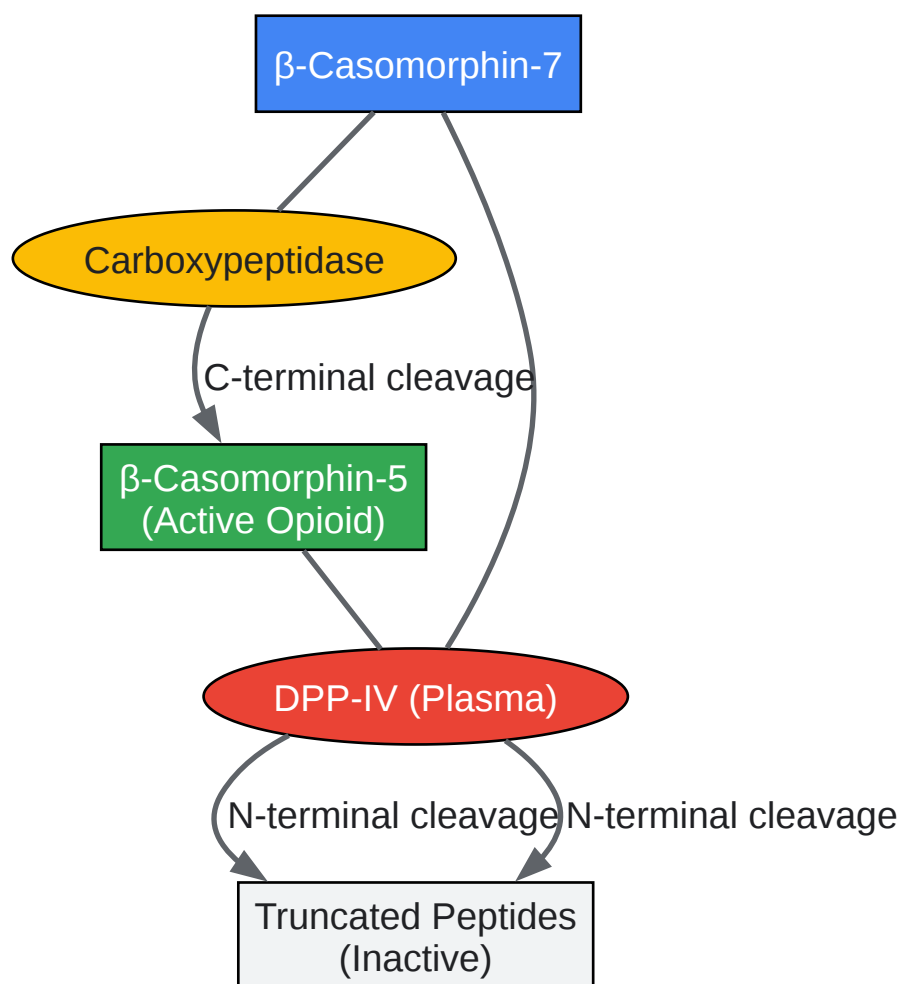 β-Casomorphin-7
Carboxypeptidase
C-terminal cleavage
β-Casomorphin-5
(Active Opioid)
DPP-IV (Plasma)
N-terminal cleavage
N-terminal cleavage
Truncated Peptides
(Inactive)